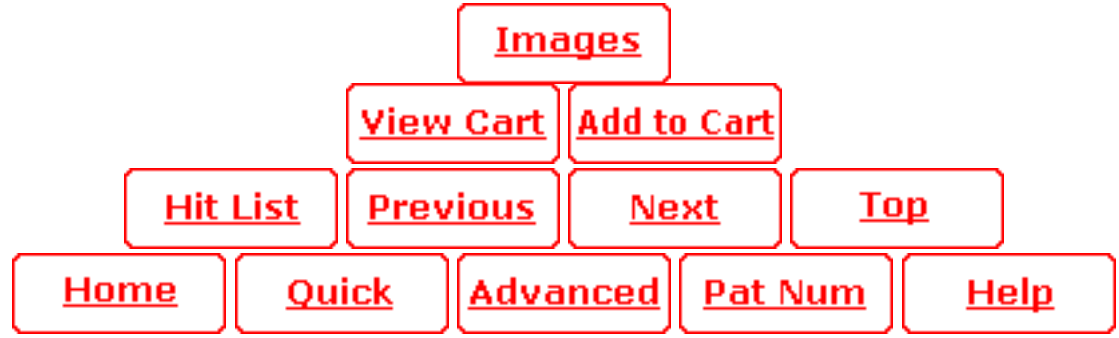 Images
View Cart Add to Cart
Hit List Previous Next Top
Home Quick Advanced Pat Num Help